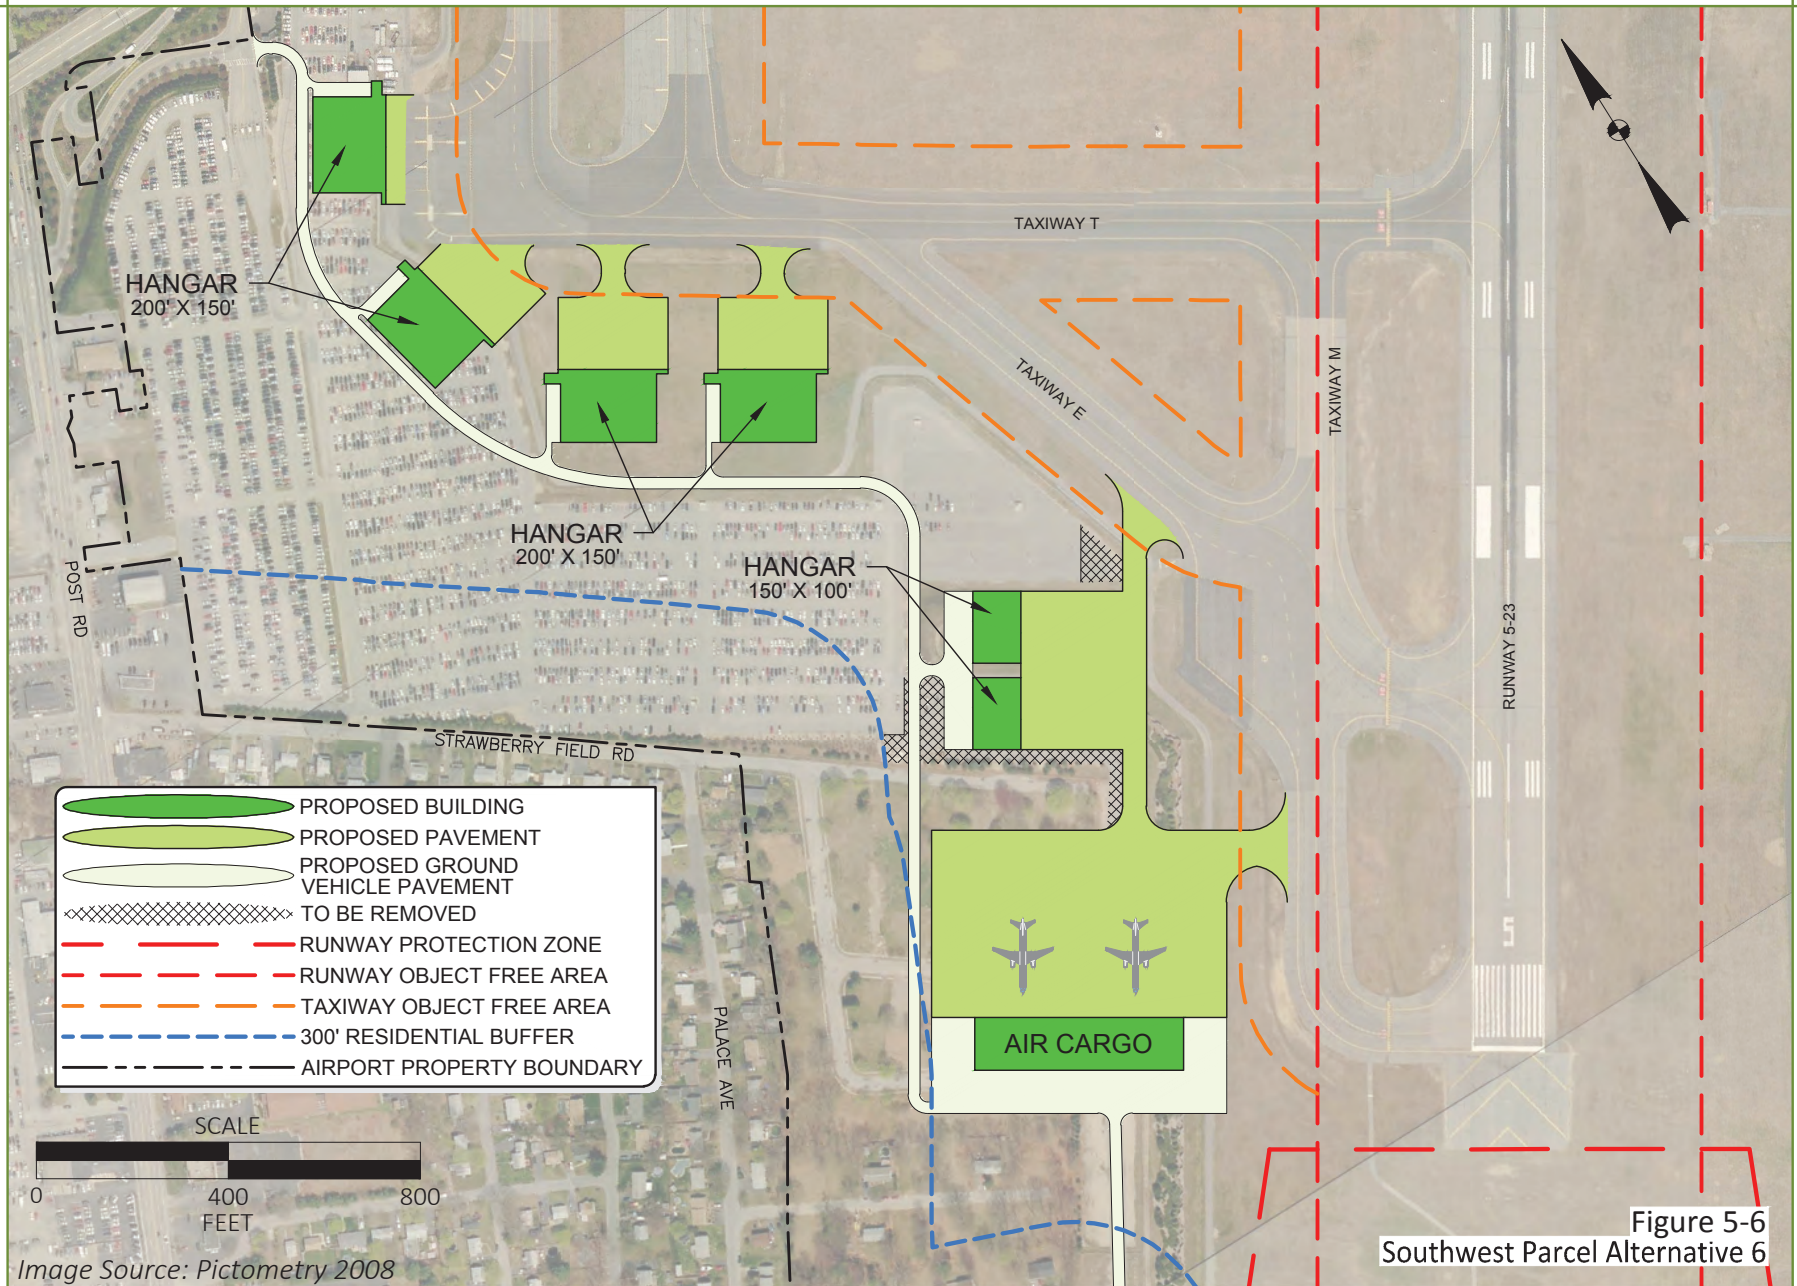 TAXIWAY T
HANGAR
200' X 150'
TAXIWAY E
TAXIWAY M
HANGAR
200' X 150'
HANGAR
150' X 100'
POST RD
RUNWAY 5-23
STRAWBERRY FIELD RD
PROPOSED BUILDING
PROPOSED PAVEMENT
PROPOSED GROUND
VEHICLE PAVEMENT
TO BE REMOVED
RUNWAY PROTECTION ZONE
RUNWAY OBJECT FREE AREA
TAXIWAY OBJECT FREE AREA
300' RESIDENTIAL BUFFER
AIRPORT PROPERTY BOUNDARY
PALACE AVE
5
AIR CARGO
SCALE
0 400 800
FEET
Figure 5-6
Southwest Parcel Alternative 6
Image Source: Pictometry 2008